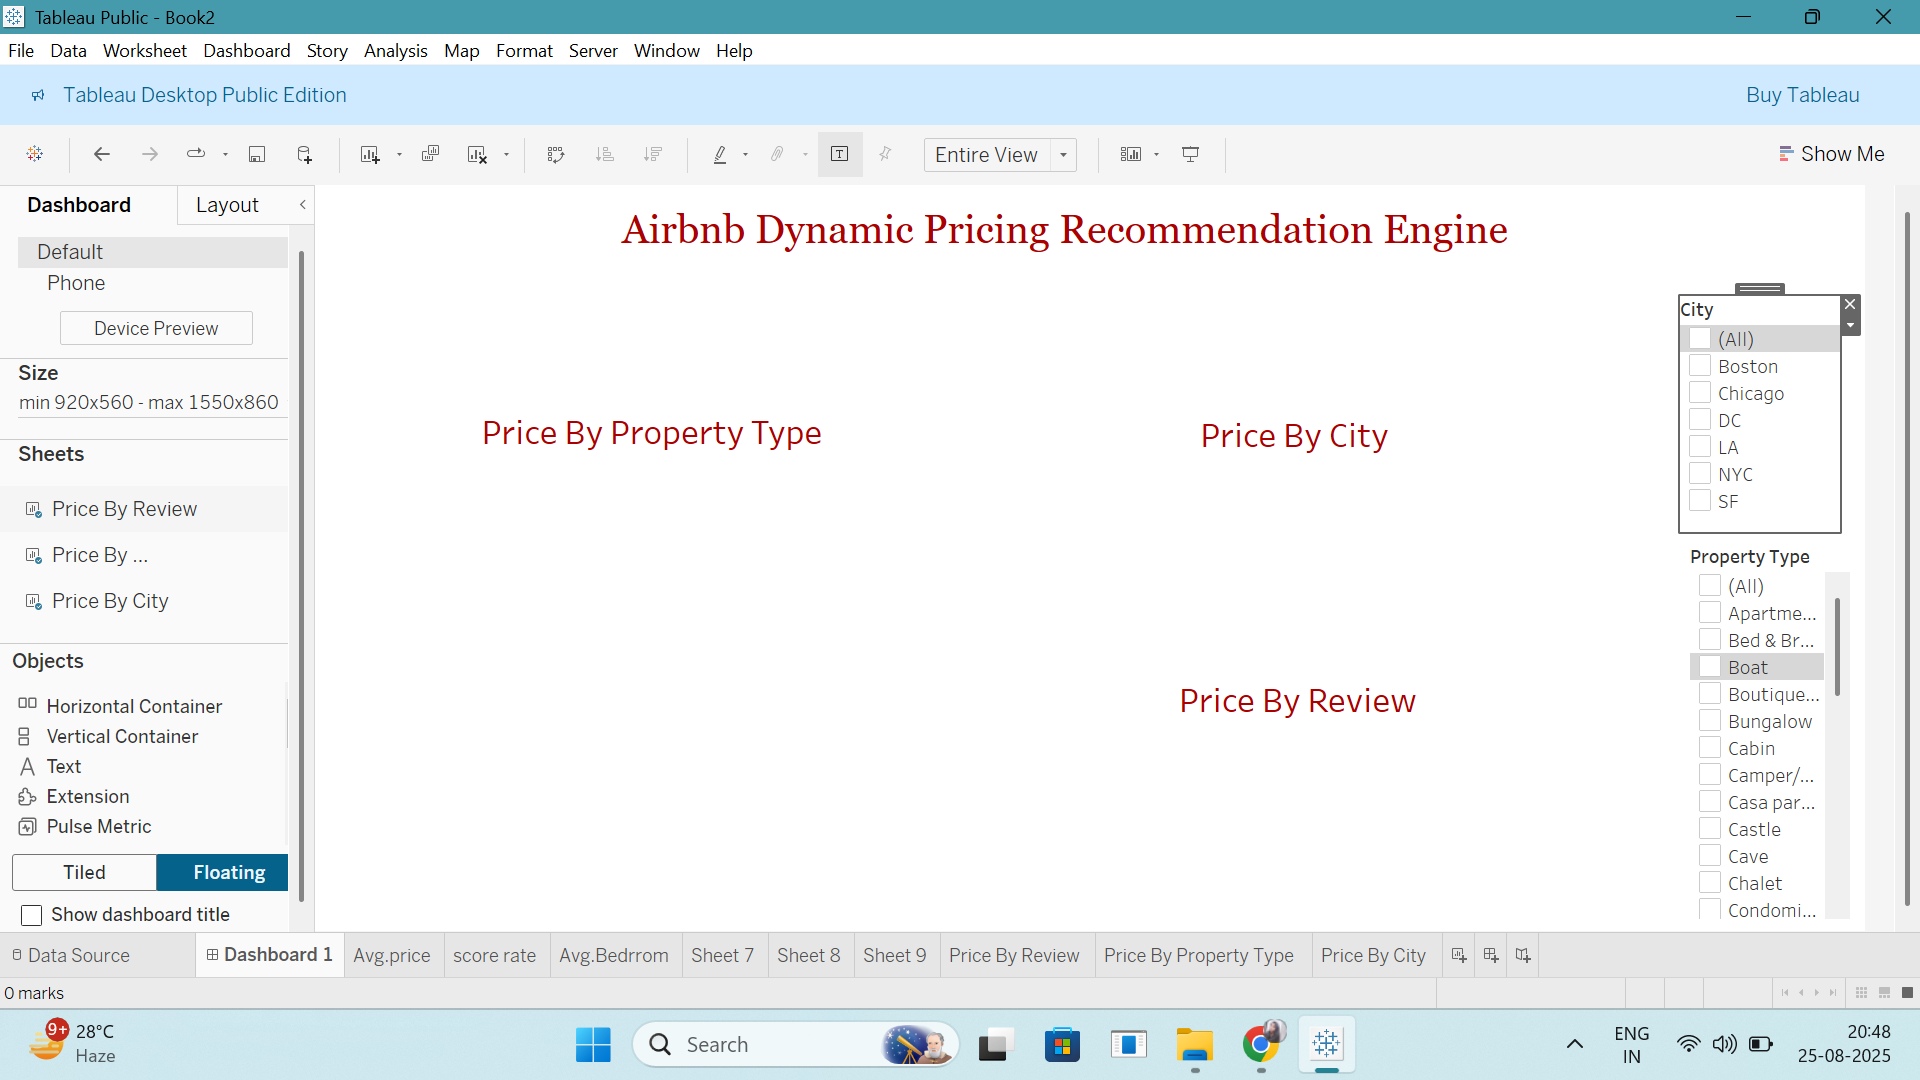 Tableau Public - Book2
File Data Worksheet Dashboard Story Analysis Map Format Server Window Help
Tableau Desktop Public Edition
Buy Tableau
Entire View
Show Me
Dashboard
Layout
Default
Phone
Device Preview
Size
min 920x560 - max 1550x860
Sheets
Price By Review
Price By ...
Price By City
Objects
Horizontal Container
Vertical Container
Text
Extension
Pulse Metric
Tiled
Floating
Show dashboard title
Airbnb Dynamic Pricing Recommendation Engine
Price By Property Type
Price By City
Price By Review
City
(All)
Boston
Chicago
DC
LA
NYC
SF
Property Type
(All)
Apartme...
Bed & Br...
Boat
Boutique...
Bungalow
Cabin
Camper/...
Casa par...
Castle
Cave
Chalet
Condomi...
Data Source
Dashboard 1
Avg.price
score rate
Avg.Bedrrom
Sheet 7
Sheet 8
Sheet 9
Price By Review
Price By Property Type
Price By City
0 marks
9+
28°C
Haze
Search
ENG
IN
20:48
25-08-2025